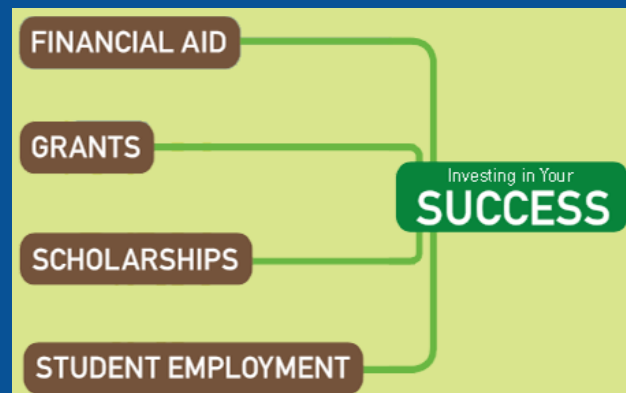 FINANCIAL AID
GRANTS
Investing in Your
SUCCESS
SCHOLARSHIPS
STUDENT EMPLOYMENT